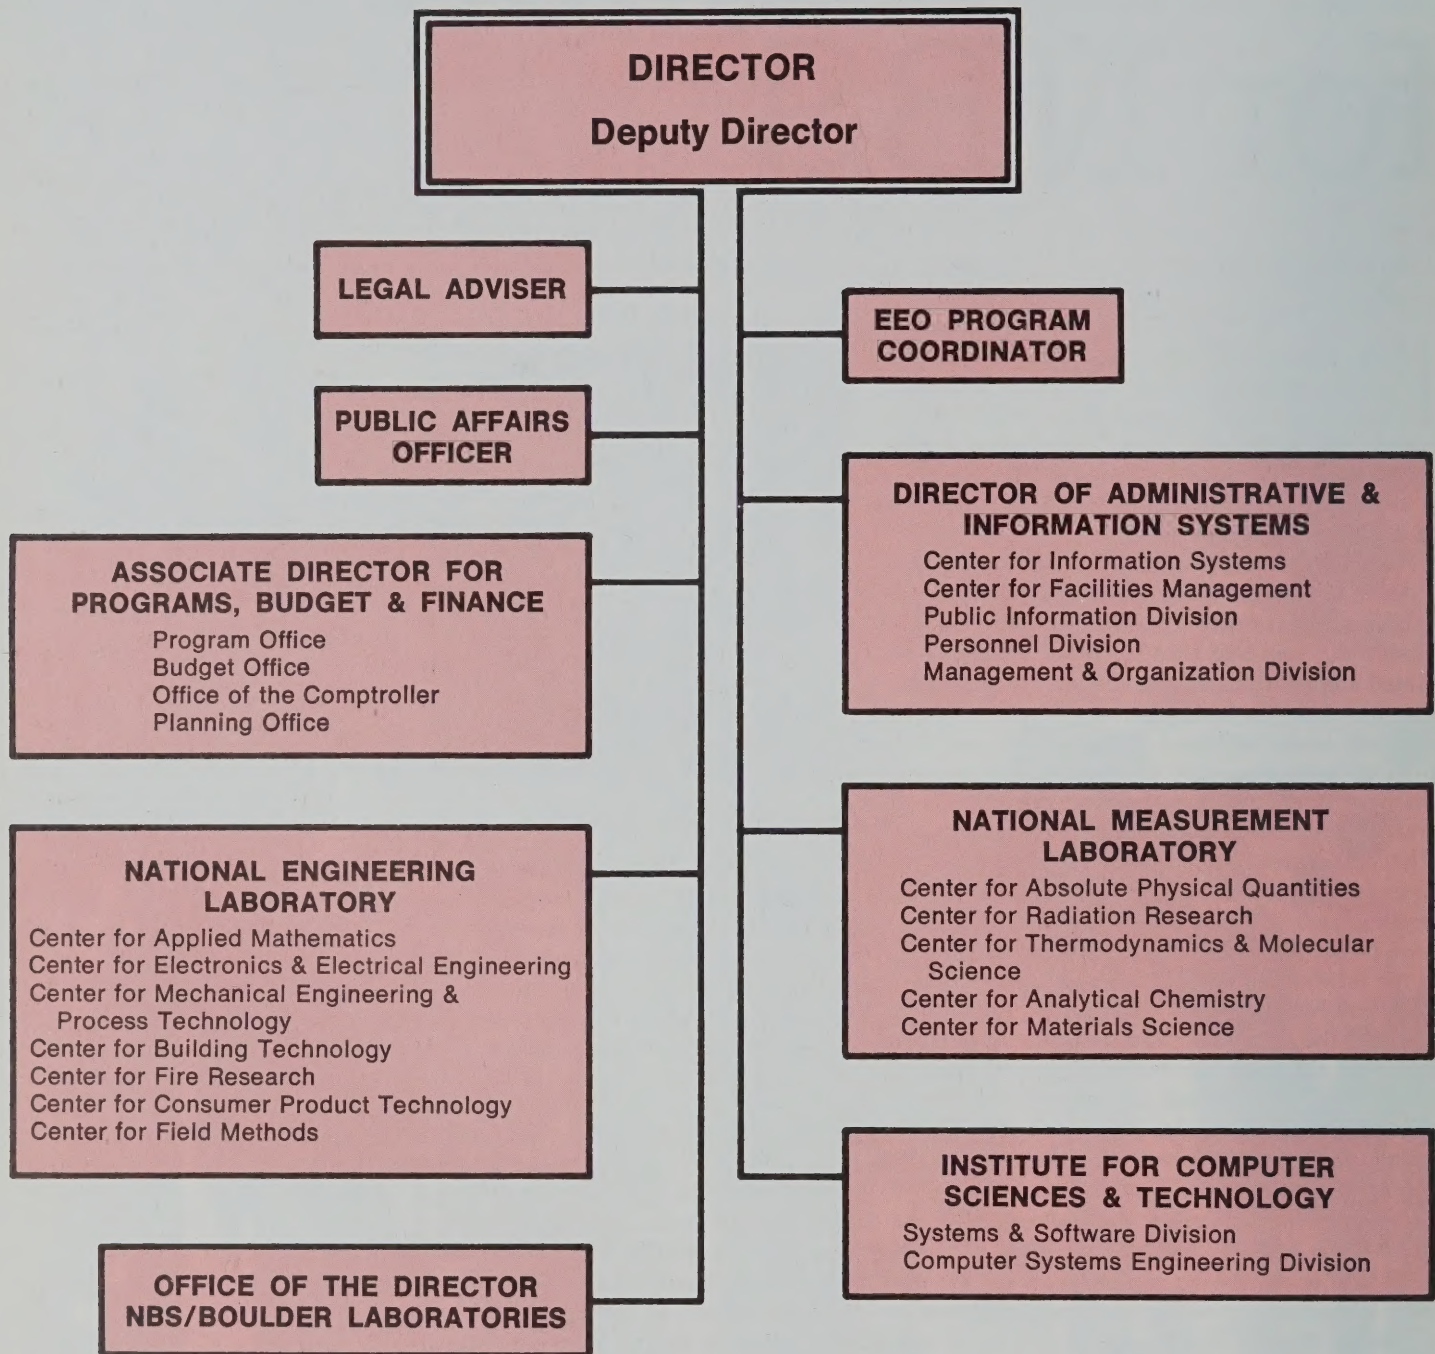 DIRECTOR
Deputy Director
LEGAL ADVISER
EEO PROGRAM
COORDINATOR
PUBLIC AFFAIRS
OFFICER
DIRECTOR OF ADMINISTRATIVE &
INFORMATION SYSTEMS
Center for Information Systems
Center for Facilities Management
Public Information Division
Personnel Division
Management & Organization Division
ASSOCIATE DIRECTOR FOR
PROGRAMS, BUDGET & FINANCE
Program Office
Budget Office
Office of the Comptroller
Planning Office
NATIONAL MEASUREMENT
LABORATORY
Center for Absolute Physical Quantities
Center for Radiation Research
Center for Thermodynamics & Molecular
Science
Center for Analytical Chemistry
Center for Materials Science
NATIONAL ENGINEERING
LABORATORY
Center for Applied Mathematics
Center for Electronics & Electrical Engineering
Center for Mechanical Engineering &
Process Technology
Center for Building Technology
Center for Fire Research
Center for Consumer Product Technology
Center for Field Methods
INSTITUTE FOR COMPUTER
SCIENCES & TECHNOLOGY
Systems & Software Division
Computer Systems Engineering Division
OFFICE OF THE DIRECTOR
NBS/BOULDER LABORATORIES